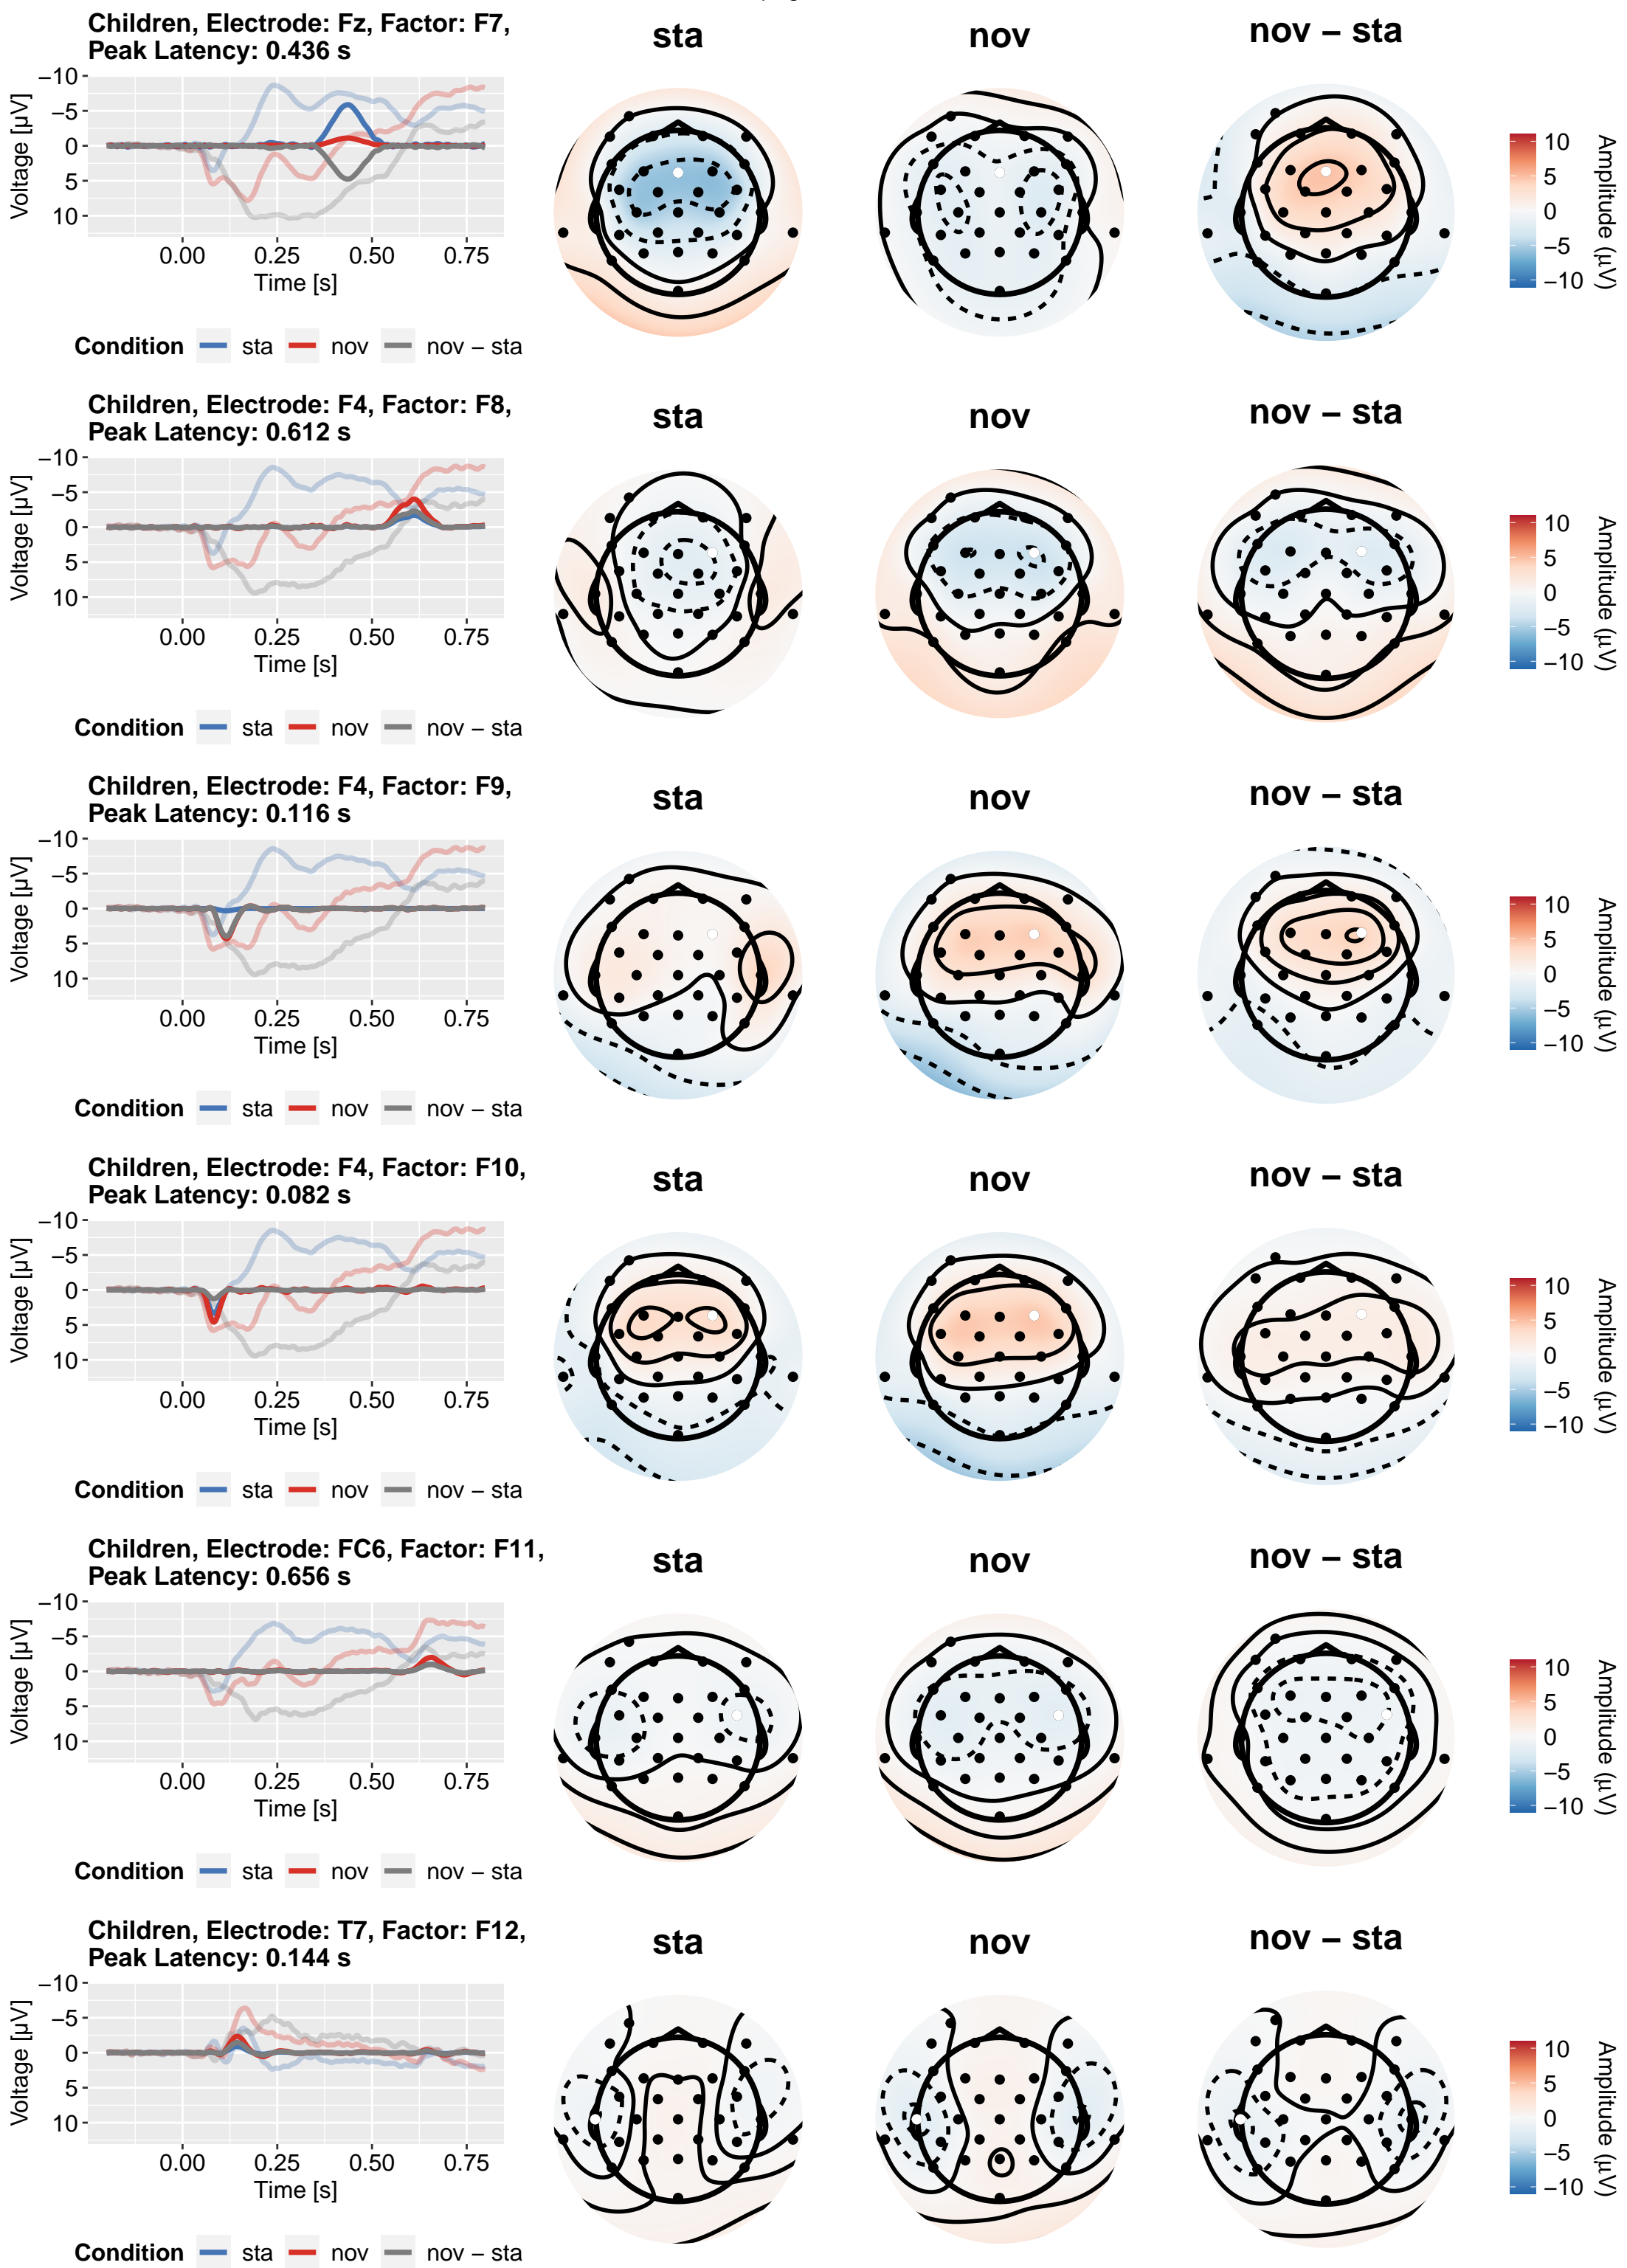 Children, Electrode: Fz, Factor: F7,
Peak Latency: 0.436 s
sta
nov
nov − sta
−10
−5
0
5
10
Voltage [µV]
0.00 0.25 0.50 0.75
Time [s]
Condition sta nov nov − sta
10
5
0
−5
−10
Amplitude (µV)
Children, Electrode: F4, Factor: F8,
Peak Latency: 0.612 s
sta
nov
nov − sta
−10
−5
0
5
10
Voltage [µV]
0.00 0.25 0.50 0.75
Time [s]
Condition sta nov nov − sta
10
5
0
−5
−10
Amplitude (µV)
Children, Electrode: F4, Factor: F9,
Peak Latency: 0.116 s
sta
nov
nov − sta
−10
−5
0
5
10
Voltage [µV]
0.00 0.25 0.50 0.75
Time [s]
Condition sta nov nov − sta
10
5
0
−5
−10
Amplitude (µV)
Children, Electrode: F4, Factor: F10,
Peak Latency: 0.082 s
sta
nov
nov − sta
−10
−5
0
5
10
Voltage [µV]
0.00 0.25 0.50 0.75
Time [s]
Condition sta nov nov − sta
10
5
0
−5
−10
Amplitude (µV)
Children, Electrode: FC6, Factor: F11,
Peak Latency: 0.656 s
sta
nov
nov − sta
−10
−5
0
5
10
Voltage [µV]
0.00 0.25 0.50 0.75
Time [s]
Condition sta nov nov − sta
10
5
0
−5
−10
Amplitude (µV)
Children, Electrode: T7, Factor: F12,
Peak Latency: 0.144 s
sta
nov
nov − sta
−10
−5
0
5
10
Voltage [µV]
0.00 0.25 0.50 0.75
Time [s]
Condition sta nov nov − sta
10
5
0
−5
−10
Amplitude (µV)